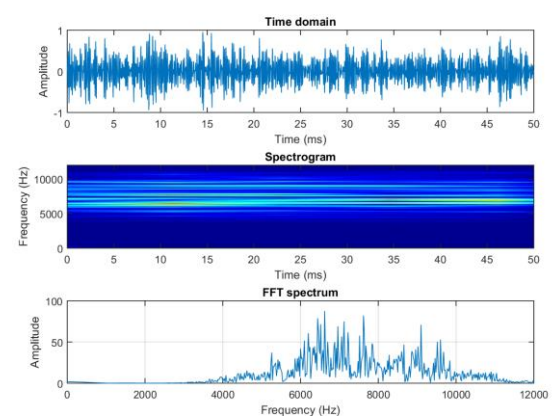 Time domain
1
0
-1
Amplitude
0 5 10 15 20 25 30 35 40 45 50
Time (ms)
Spectrogram
10000
5000
0
Frequency (Hz)
0 5 10 15 20 25 30 35 40 45 50
Time (ms)
FFT spectrum
100
50
0
Amplitude
0 2000 4000 6000 8000 10000 12000
Frequency (Hz)